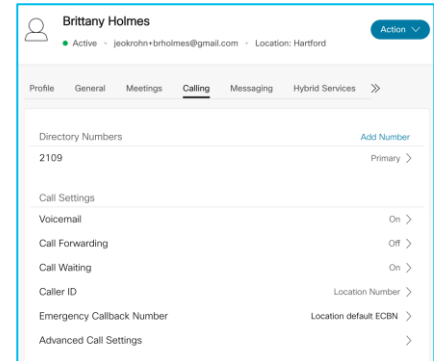 Brittany Holmes
Action
Active - jeokrohn+brholmes@gmail.com - Location: Hartford
Profile General Meetings Calling Messaging Hybrid Services
Directory Numbers Add Number
2109 Primary
Call Settings
Voicemail On
Call Forwarding Off
Call Waiting On
Caller ID Location Number
Emergency Callback Number Location default ECBN
Advanced Call Settings